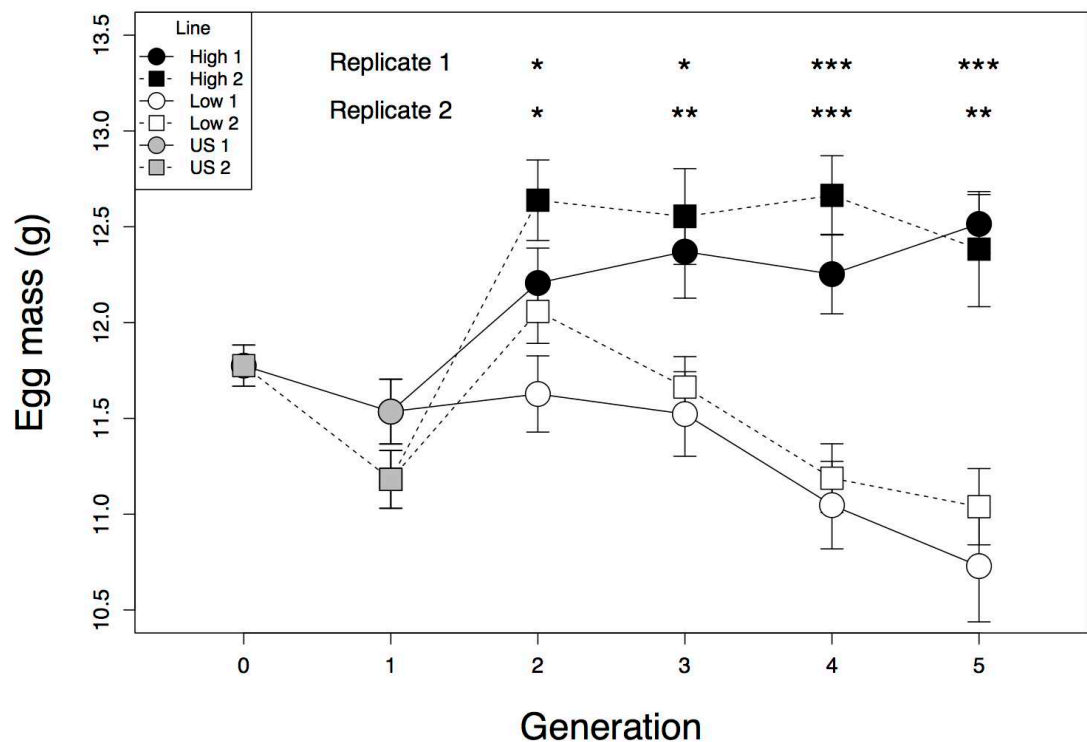 Line
High 1
High 2
Low 1
Low 2
US 1
US 2
Replicate 1 * * *** ***
Replicate 2 * ** *** **
Egg mass (g)
13.5
13.0
12.5
12.0
11.5
11.0
10.5
0 1 2 3 4 5
Generation